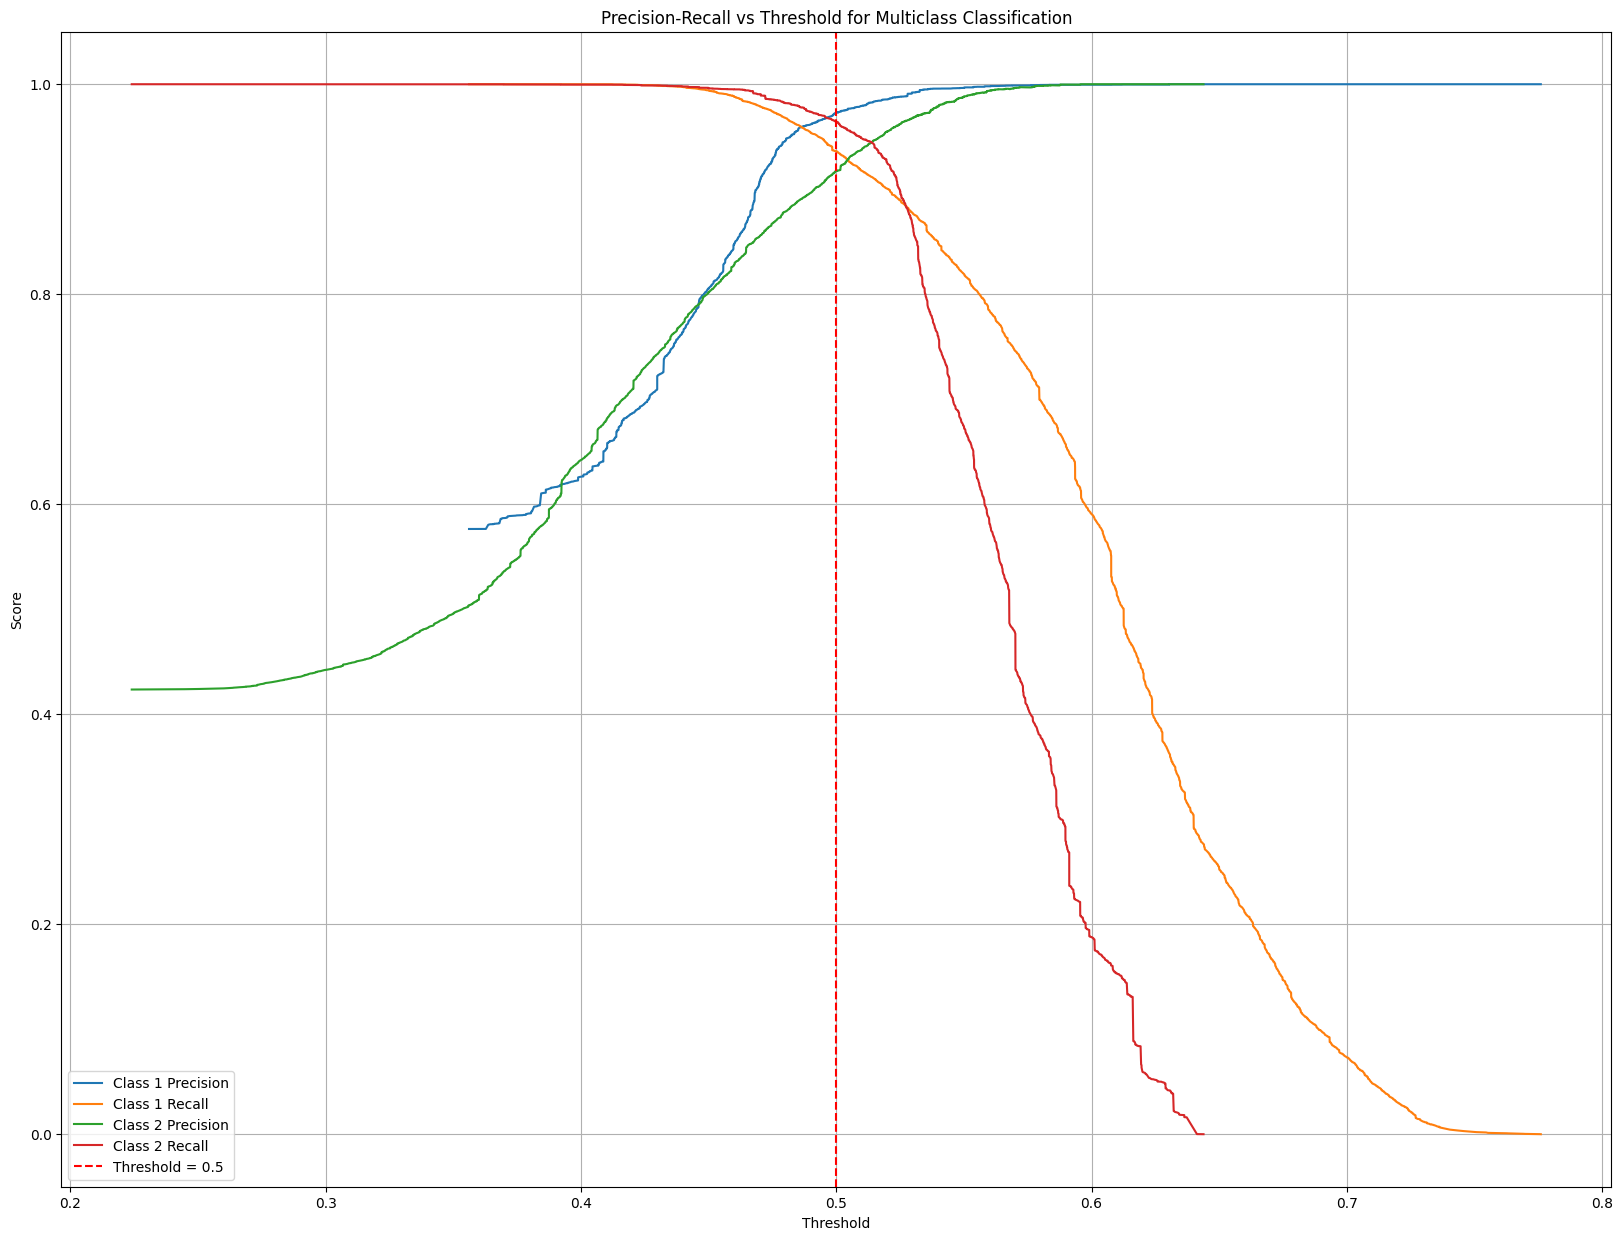 Precision-Recall vs Threshold for Multiclass Classification
Score
1.0
0.8
0.6
0.4
0.2
0.0
Class 1 Precision
Class 1 Recall
Class 2 Precision
Class 2 Recall
Threshold = 0.5
0.2 0.3 0.4 0.5 0.6 0.7 0.8
Threshold